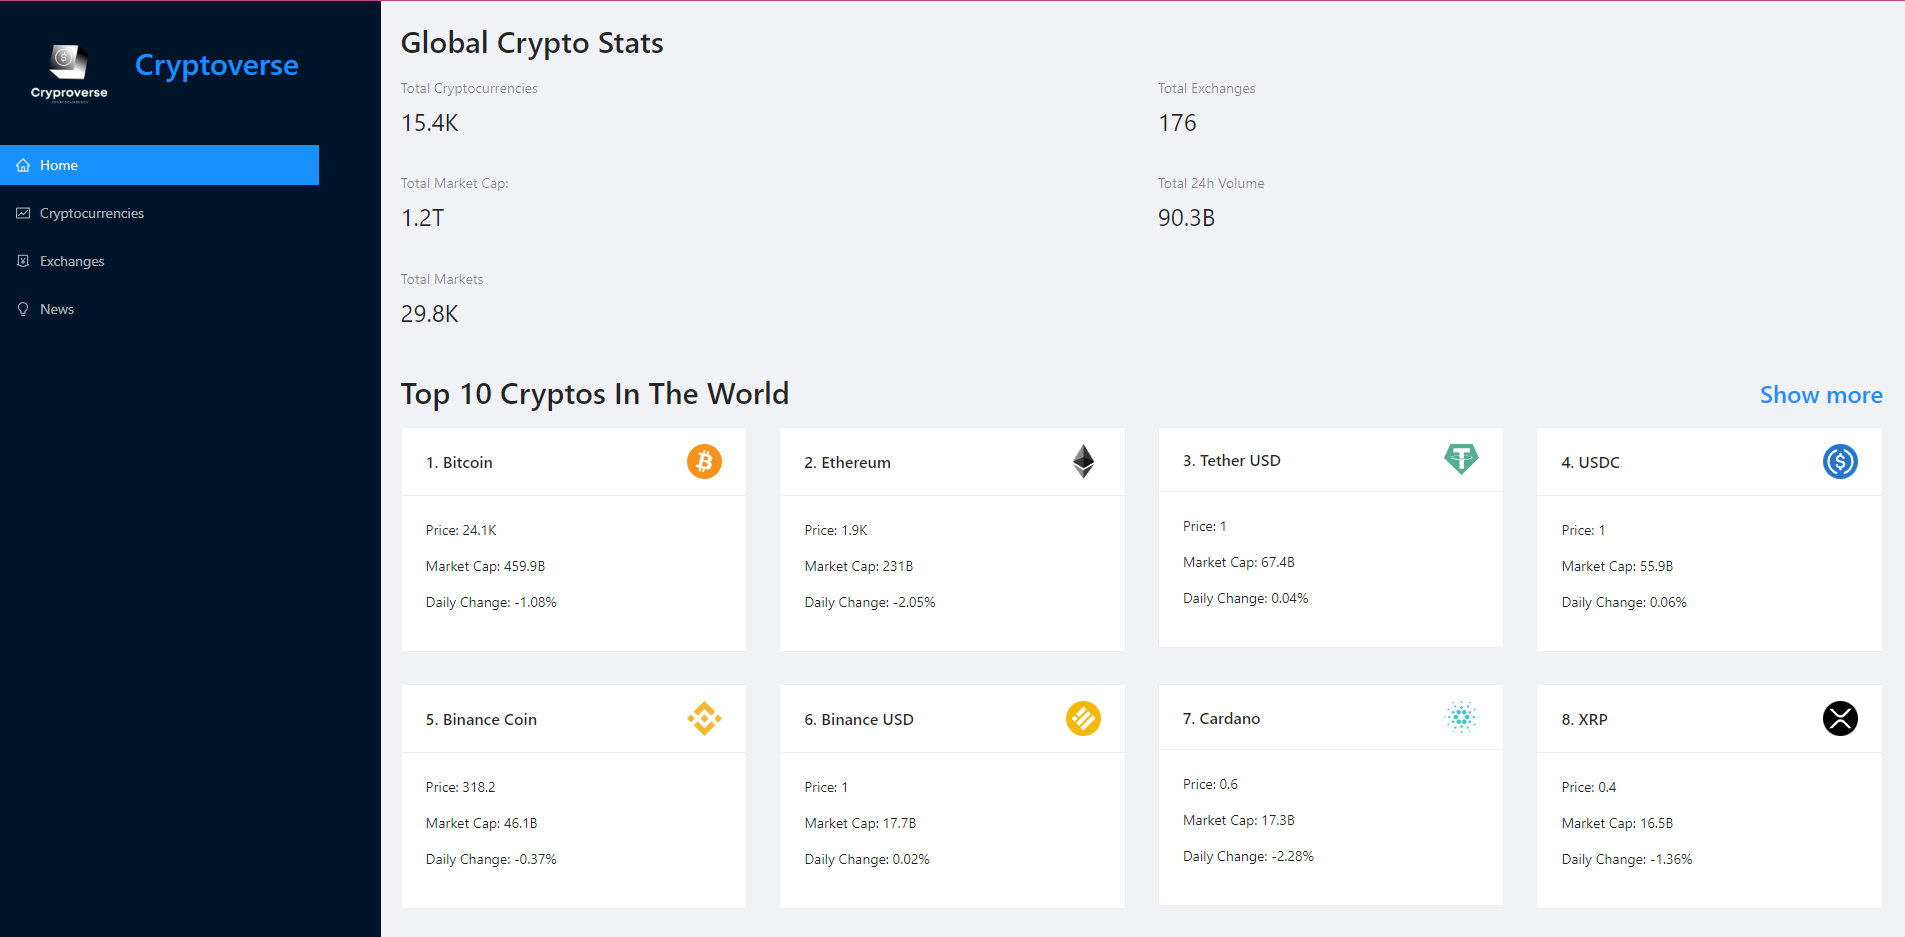 Cryproverse
Cryptoverse
Home
Cryptocurrencies
Exchanges
News
Global Crypto Stats
Total Cryptocurrencies
15.4K
Total Exchanges
176
Total Market Cap:
1.2T
Total 24h Volume
90.3B
Total Markets
29.8K
Top 10 Cryptos In The World
Show more
1. Bitcoin
Price: 24.1K
Market Cap: 459.9B
Daily Change: -1.08%
2. Ethereum
Price: 1.9K
Market Cap: 231B
Daily Change: -2.05%
3. Tether USD
Price: 1
Market Cap: 67.4B
Daily Change: 0.04%
4. USDC
Price: 1
Market Cap: 55.9B
Daily Change: 0.06%
5. Binance Coin
Price: 318.2
Market Cap: 46.1B
Daily Change: -0.37%
6. Binance USD
Price: 1
Market Cap: 17.7B
Daily Change: 0.02%
7. Cardano
Price: 0.6
Market Cap: 17.3B
Daily Change: -2.28%
8. XRP
Price: 0.4
Market Cap: 16.5B
Daily Change: -1.36%